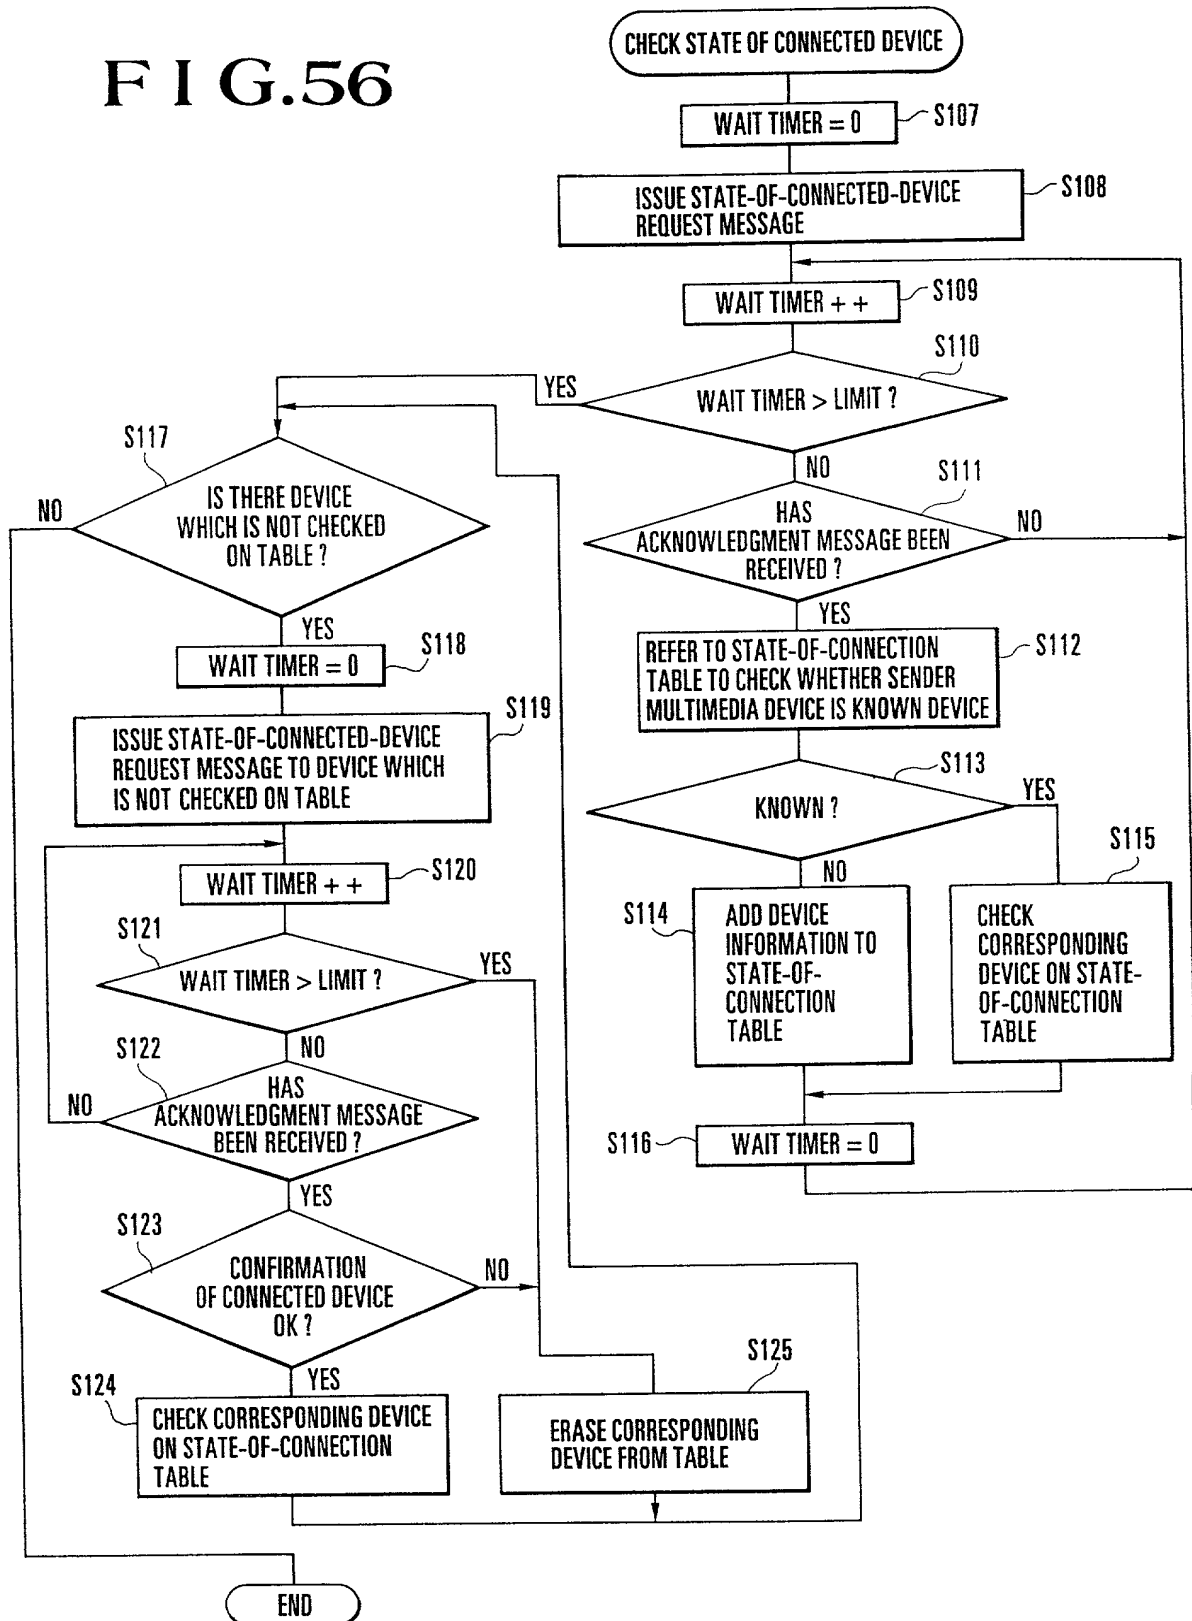 FIG.56
CHECK STATE OF CONNECTED DEVICE
WAIT TIMER = 0
S107
ISSUE STATE-OF-CONNECTED-DEVICE
REQUEST MESSAGE
S108
WAIT TIMER + +
S109
S110
WAIT TIMER > LIMIT ?
YES
NO
S111
HAS
ACKNOWLEDGMENT MESSAGE BEEN
RECEIVED ?
NO
YES
REFER TO STATE-OF-CONNECTION
TABLE TO CHECK WHETHER SENDER
MULTIMEDIA DEVICE IS KNOWN DEVICE
S112
S113
KNOWN ?
YES
NO
S114
ADD DEVICE
INFORMATION TO
STATE-OF-
CONNECTION
TABLE
S115
CHECK
CORRESPONDING
DEVICE ON STATE-
OF-CONNECTION
TABLE
S116
WAIT TIMER = 0
S117
NO
IS THERE DEVICE
WHICH IS NOT CHECKED
ON TABLE ?
YES
S118
WAIT TIMER = 0
S119
ISSUE STATE-OF-CONNECTED-DEVICE
REQUEST MESSAGE TO DEVICE WHICH
IS NOT CHECKED ON TABLE
WAIT TIMER + +
S120
S121
WAIT TIMER > LIMIT ?
YES
NO
S122
HAS
ACKNOWLEDGMENT MESSAGE
BEEN RECEIVED ?
NO
YES
S123
CONFIRMATION
OF CONNECTED DEVICE
OK ?
NO
YES
S124
CHECK CORRESPONDING DEVICE
ON STATE-OF-CONNECTION
TABLE
S125
ERASE CORRESPONDING
DEVICE FROM TABLE
END